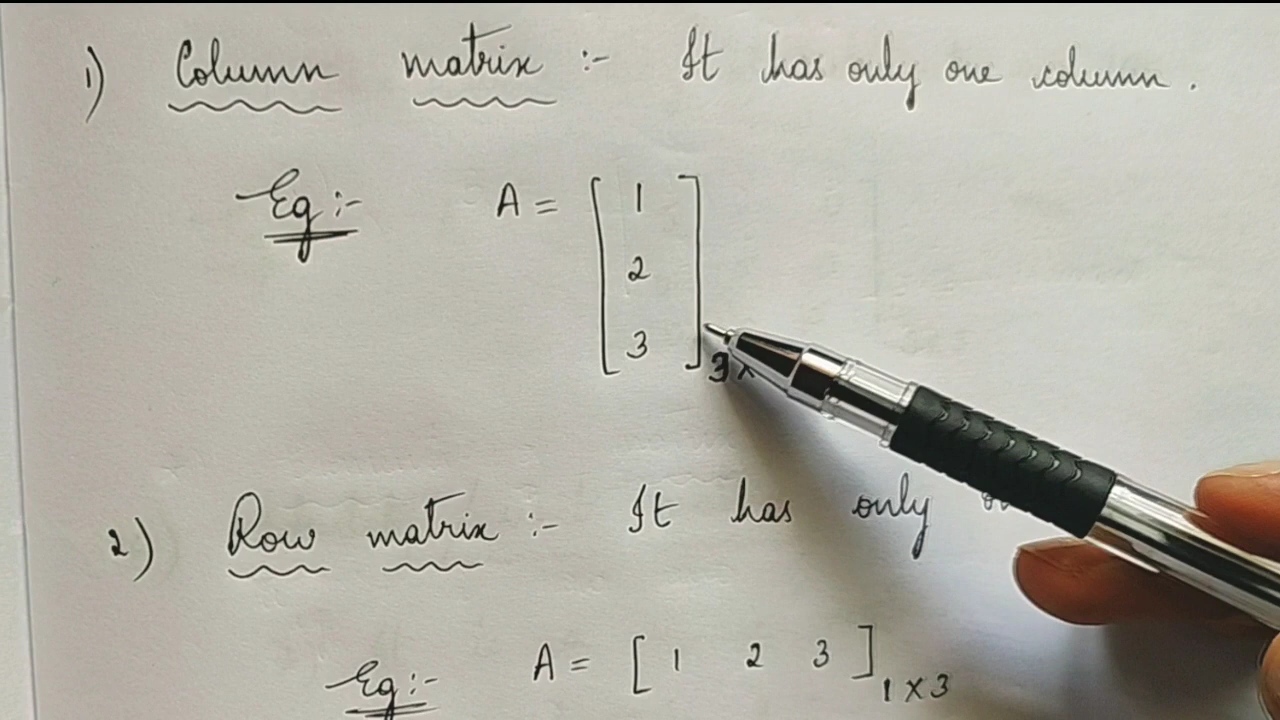 1) Column matrix :- It has only one column.
Eg :- A = [ 1
2
3 ] 3 ×
2) Row matrix :- It has only
Eg :- A = [ 1 2 3 ] 1 × 3